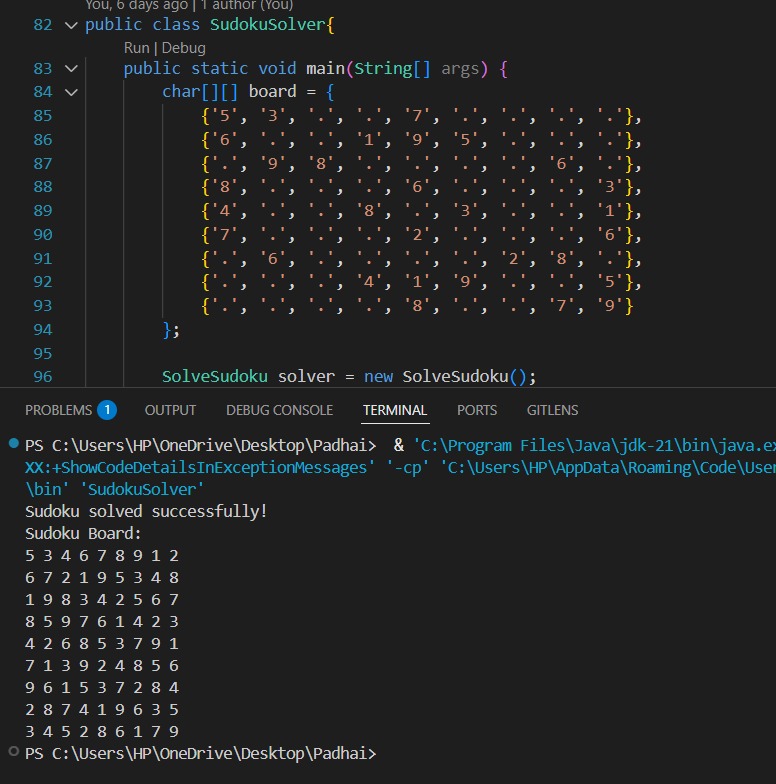 You, 6 days ago | 1 author (You)
82 public class SudokuSolver{
Run | Debug
83 public static void main(String[] args) {
84 char[][] board = {
85 {'5', '3', '.', '.', '7', '.', '.', '.', '.'},
86 {'6', '.', '.', '1', '9', '5', '.', '.', '.'},
87 {'.', '9', '8', '.', '.', '.', '.', '6', '.'},
88 {'8', '.', '.', '.', '6', '.', '.', '.', '3'},
89 {'4', '.', '.', '8', '.', '3', '.', '.', '1'},
90 {'7', '.', '.', '.', '2', '.', '.', '.', '6'},
91 {'.', '6', '.', '.', '.', '.', '2', '8', '.'},
92 {'.', '.', '.', '4', '1', '9', '.', '.', '5'},
93 {'.', '.', '.', '.', '8', '.', '.', '7', '9'}
94 };
95
96 SolveSudoku solver = new SolveSudoku();
PROBLEMS 1 OUTPUT DEBUG CONSOLE TERMINAL PORTS GITLENS
PS C:\Users\HP\OneDrive\Desktop\Padhai> & 'C:\Program Files\Java\jdk-21\bin\java.ex
XX:+ShowCodeDetailsInExceptionMessages' '-cp' 'C:\Users\HP\AppData\Roaming\Code\User
\bin' 'SudokuSolver'
Sudoku solved successfully!
Sudoku Board:
5 3 4 6 7 8 9 1 2
6 7 2 1 9 5 3 4 8
1 9 8 3 4 2 5 6 7
8 5 9 7 6 1 4 2 3
4 2 6 8 5 3 7 9 1
7 1 3 9 2 4 8 5 6
9 6 1 5 3 7 2 8 4
2 8 7 4 1 9 6 3 5
3 4 5 2 8 6 1 7 9
PS C:\Users\HP\OneDrive\Desktop\Padhai>